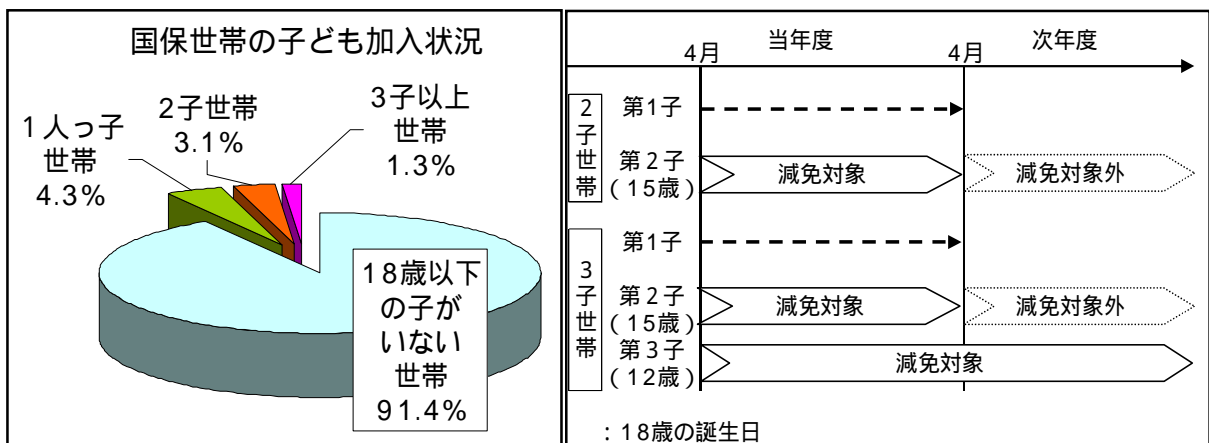 国保世帯の子ども加入状況
1人っ子
世帯
4.3%
2子世帯
3.1%
3子以上
世帯
1.3%
18歳以下
の子が
いない
世帯
91.4%
当年度
次年度
4月
4月
2子世帯
第1子
第2子
(15歳)
減免対象
減免対象外
3子世帯
第1子
第2子
(15歳)
減免対象
減免対象外
第3子
(12歳)
減免対象
:18歳の誕生日